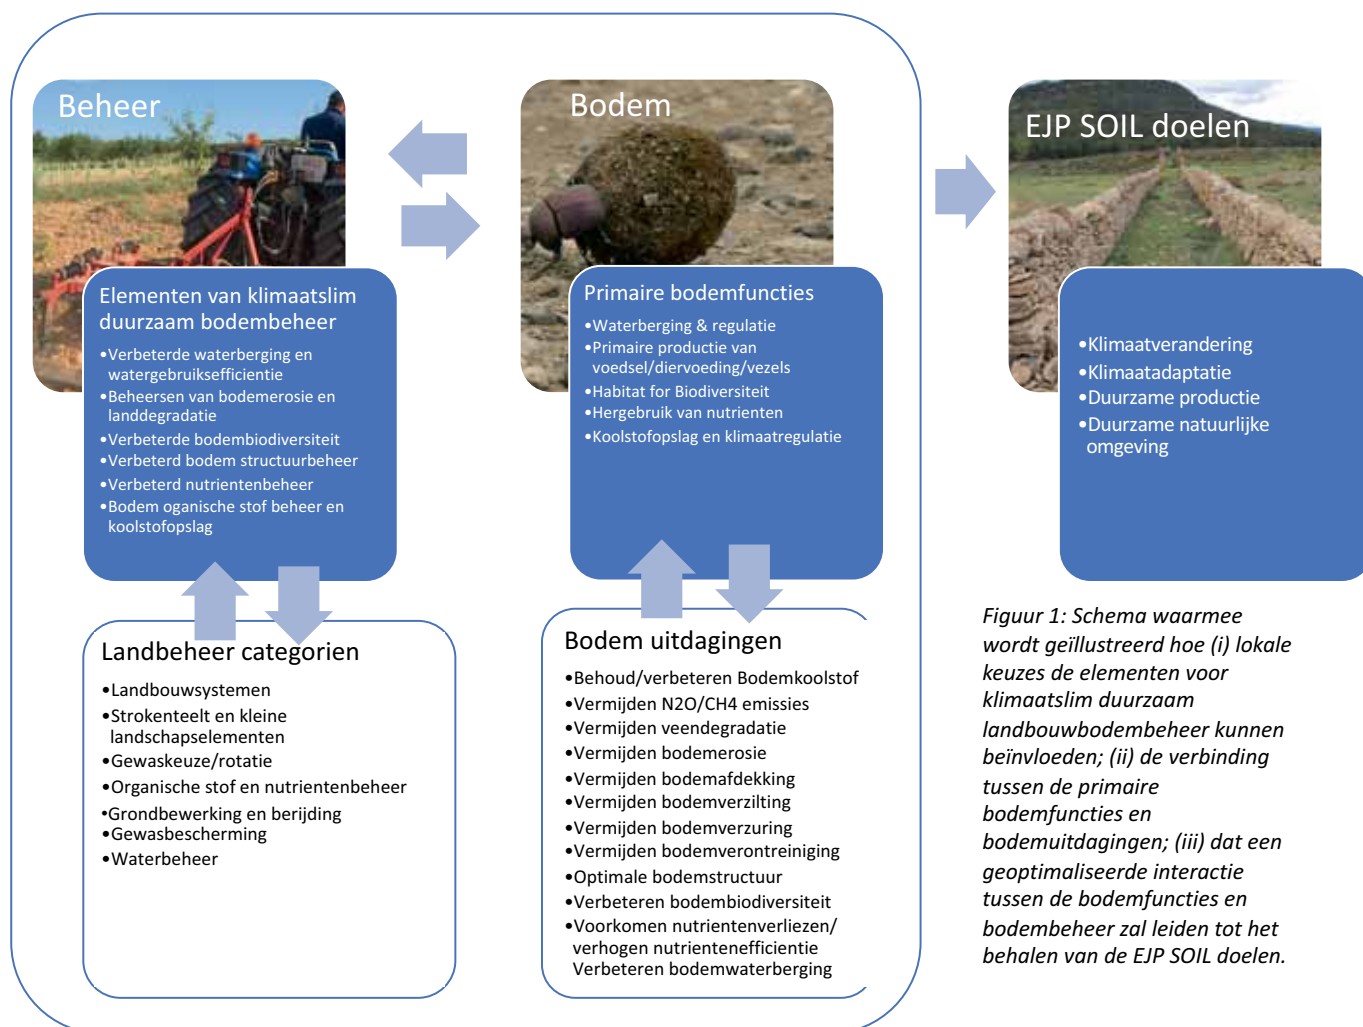 Beheer
Elementen van klimaatslim
duurzaam bodembeheer
•Verbeterde waterberging en
watergebruiksefficientie
•Beheersen van bodemerosie en
landdegradatie
•Verbeterde bodembiodiversiteit
•Verbeterd bodem structuurbeheer
•Verbeterd nutrientenbeheer
•Bodem oganische stof beheer en
koolstofopslag
Landbeheer categorien
•Landbouwsystemen
•Strokenteelt en kleine
landschapselementen
•Gewaskeuze/rotatie
•Organische stof en nutrientenbeheer
•Grondbewerking en berijding
•Gewasbescherming
•Waterbeheer
Bodem
Primaire bodemfuncties
•Waterberging & regulatie
•Primaire productie van
voedsel/diervoeding/vezels
•Habitat for Biodiversiteit
•Hergebruik van nutrienten
•Koolstofopslag en klimaatregulatie
Bodem uitdagingen
•Behoud/verbeteren Bodemkoolstof
•Vermijden N2O/CH4 emissies
•Vermijden veendegradatie
•Vermijden bodemerosie
•Vermijden bodemafdekking
•Vermijden bodemverzilting
•Vermijden bodemverzuring
•Vermijden bodemverontreiniging
•Optimale bodemstructuur
•Verbeteren bodembiodiversiteit
•Voorkomen nutrientenverliezen/
verhogen nutrientenefficientie
Verbeteren bodemwaterberging
EJP SOIL doelen
•Klimaatverandering
•Klimaatadaptatie
•Duurzame productie
•Duurzame natuurlijke
omgeving
Figuur 1: Schema waarmee
wordt geïllustreerd hoe (i) lokale
keuzes de elementen voor
klimaatslim duurzaam
landbouwbodembeheer kunnen
beïnvloeden; (ii) de verbinding
tussen de primaire
bodemfuncties en
bodemuitdagingen; (iii) dat een
geoptimaliseerde interactie
tussen de bodemfuncties en
bodembeheer zal leiden tot het
behalen van de EJP SOIL doelen.